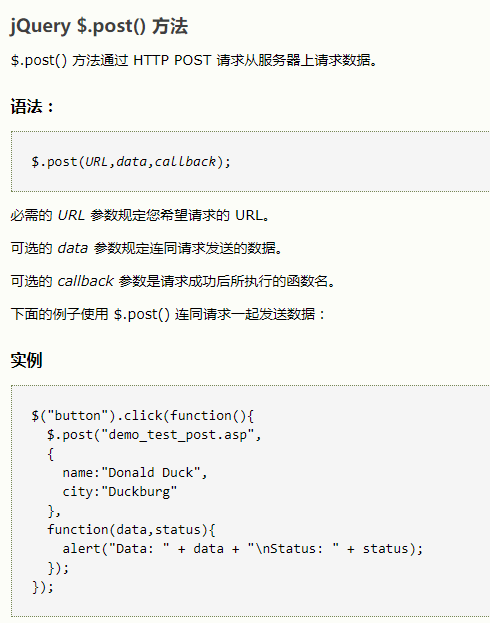 jQuery $.post() 方法
$.post() 方法通过 HTTP POST 请求从服务器上请求数据。
语法：
$.post(URL,data,callback);
必需的 URL 参数规定您希望请求的 URL。
可选的 data 参数规定连同请求发送的数据。
可选的 callback 参数是请求成功后所执行的函数名。
下面的例子使用 $.post() 连同请求一起发送数据：
实例
$("button").click(function(){
  $.post("demo_test_post.asp",
  {
    name:"Donald Duck",
    city:"Duckburg"
  },
  function(data,status){
    alert("Data: " + data + "\nStatus: " + status);
  });
});